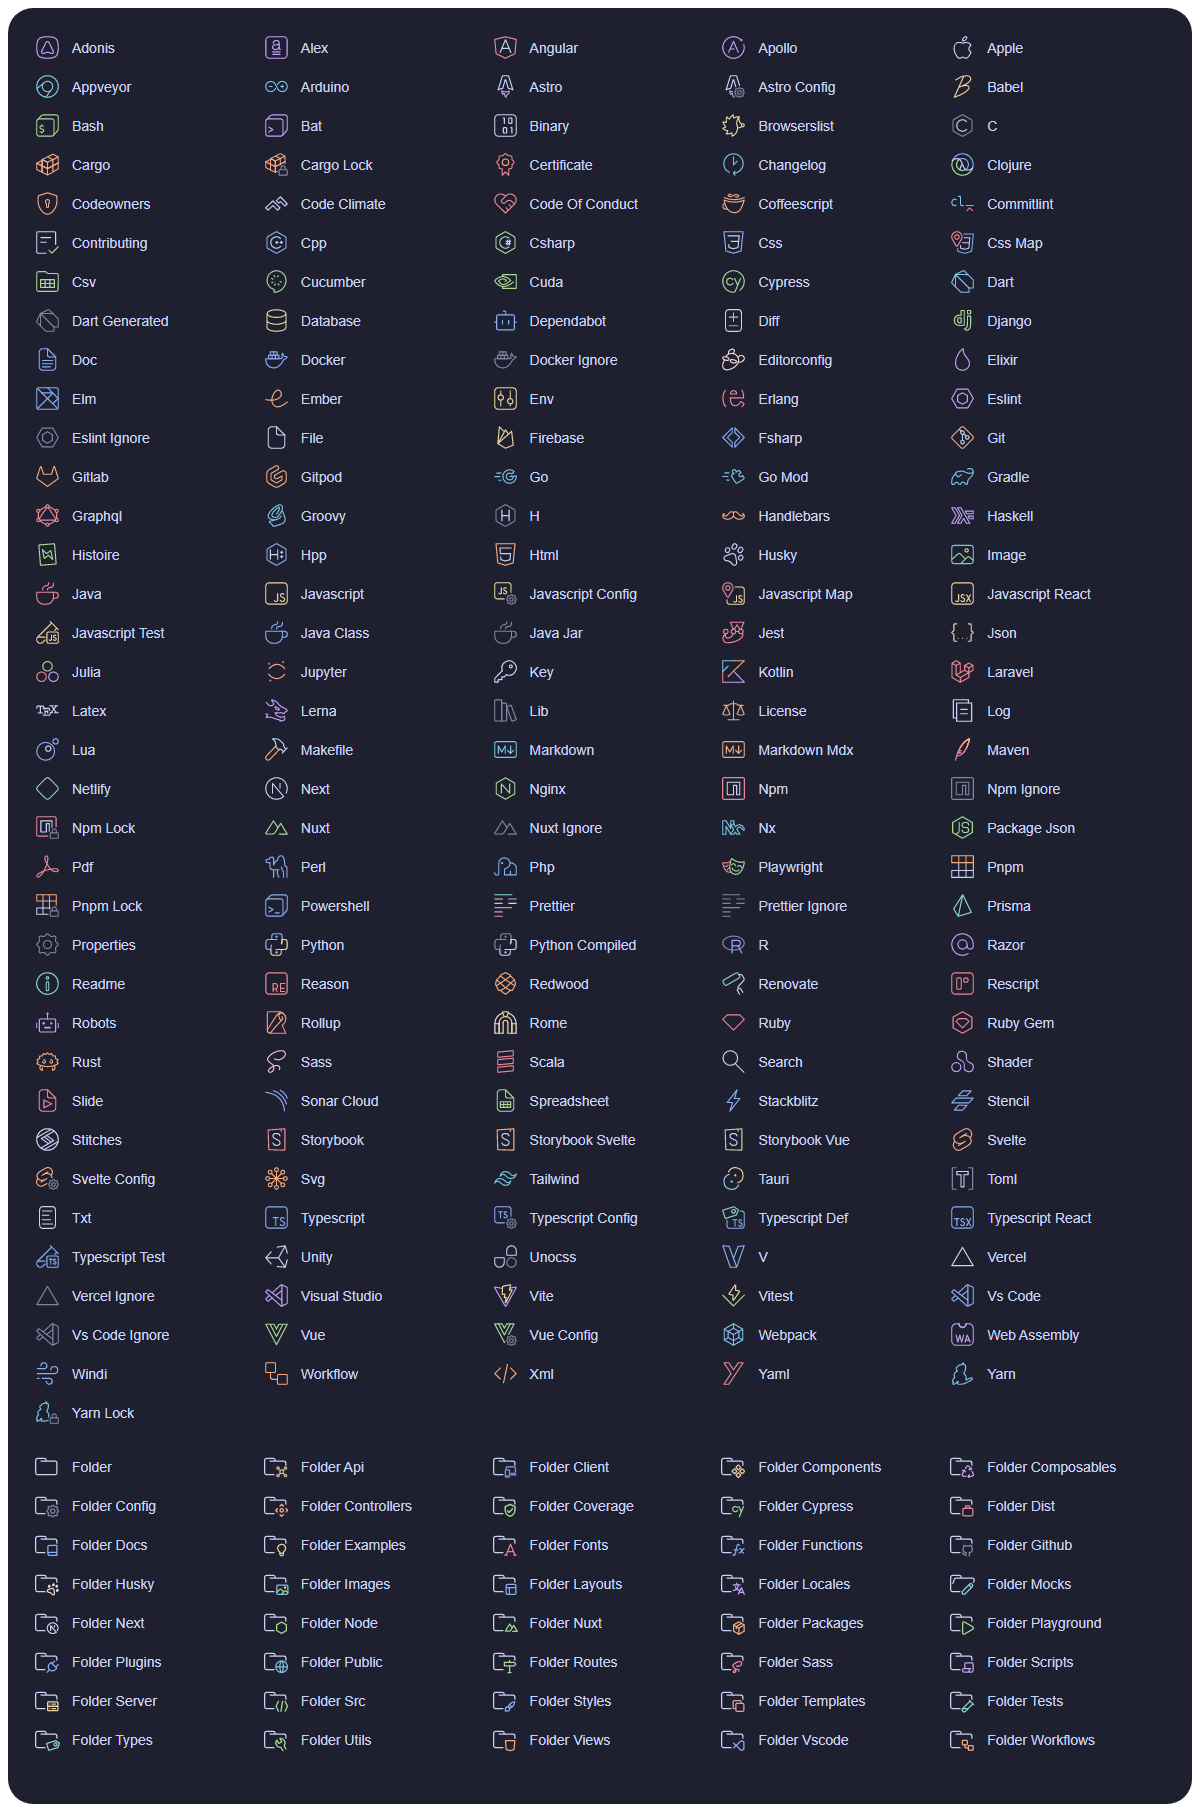 Adonis Alex Angular Apollo Apple
Appveyor Arduino Astro Astro Config Babel
Bash Bat Binary Browserslist C
Cargo Cargo Lock Certificate Changelog Clojure
Codeowners Code Climate Code Of Conduct Coffeescript Commitlint
Contributing Cpp Csharp Css Css Map
Csv Cucumber Cuda Cypress Dart
Dart Generated Database Dependabot Diff Django
Doc Docker Docker Ignore Editorconfig Elixir
Elm Ember Env Erlang Eslint
Eslint Ignore File Firebase Fsharp Git
Gitlab Gitpod Go Go Mod Gradle
Graphql Groovy H Handlebars Haskell
Histoire Hpp Html Husky Image
Java Javascript Javascript Config Javascript Map Javascript React
Javascript Test Java Class Java Jar Jest Json
Julia Jupyter Key Kotlin Laravel
Latex Lerna Lib License Log
Lua Makefile Markdown Markdown Mdx Maven
Netlify Next Nginx Npm Npm Ignore
Npm Lock Nuxt Nuxt Ignore Nx Package Json
Pdf Perl Php Playwright Pnpm
Pnpm Lock Powershell Prettier Prettier Ignore Prisma
Properties Python Python Compiled R Razor
Readme Reason Redwood Renovate Rescript
Robots Rollup Rome Ruby Ruby Gem
Rust Sass Scala Search Shader
Slide Sonar Cloud Spreadsheet Stackblitz Stencil
Stitches Storybook Storybook Svelte Storybook Vue Svelte
Svelte Config Svg Tailwind Tauri Toml
Txt Typescript Typescript Config Typescript Def Typescript React
Typescript Test Unity Unocss V Vercel
Vercel Ignore Visual Studio Vite Vitest Vs Code
Vs Code Ignore Vue Vue Config Webpack Web Assembly
Windi Workflow Xml Yaml Yarn
Yarn Lock
Folder Folder Api Folder Client Folder Components Folder Composables
Folder Config Folder Controllers Folder Coverage Folder Cypress Folder Dist
Folder Docs Folder Examples Folder Fonts Folder Functions Folder Github
Folder Husky Folder Images Folder Layouts Folder Locales Folder Mocks
Folder Next Folder Node Folder Nuxt Folder Packages Folder Playground
Folder Plugins Folder Public Folder Routes Folder Sass Folder Scripts
Folder Server Folder Src Folder Styles Folder Templates Folder Tests
Folder Types Folder Utils Folder Views Folder Vscode Folder Workflows